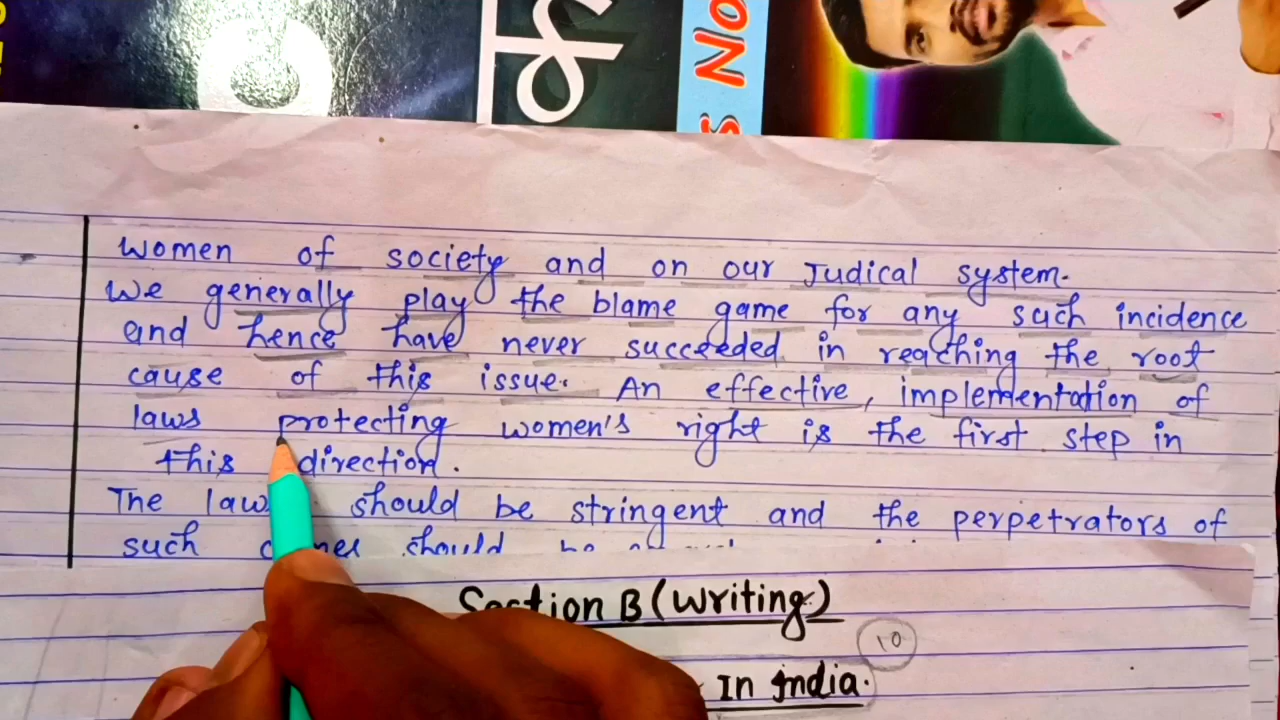 क
s No
women of society and on our Judical system.
We generally play the blame game for any such incidence
and hence have never succeeded in reaching the root
cause of this issue. An effective, implementation of
laws protecting women's right is the first step in
this direction.
The law should be stringent and the perpetrators of
such should be
Section B (Writing)
10
In india.